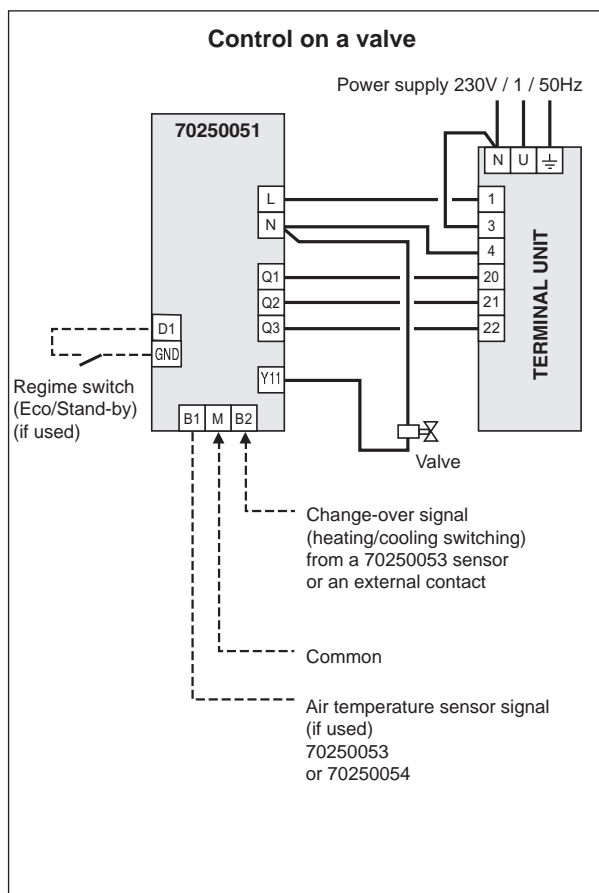 Control on a valve
Power supply 230V / 1 / 50Hz
70250051
N U
L
N
Q1
Q2
Q3
Y11
D1
GND
B1 M B2
1
3
4
20
21
22
TERMINAL UNIT
Regime switch
(Eco/Stand-by)
(if used)
Valve
Change-over signal
(heating/cooling switching)
from a 70250053 sensor
or an external contact
Common
Air temperature sensor signal
(if used)
70250053
or 70250054